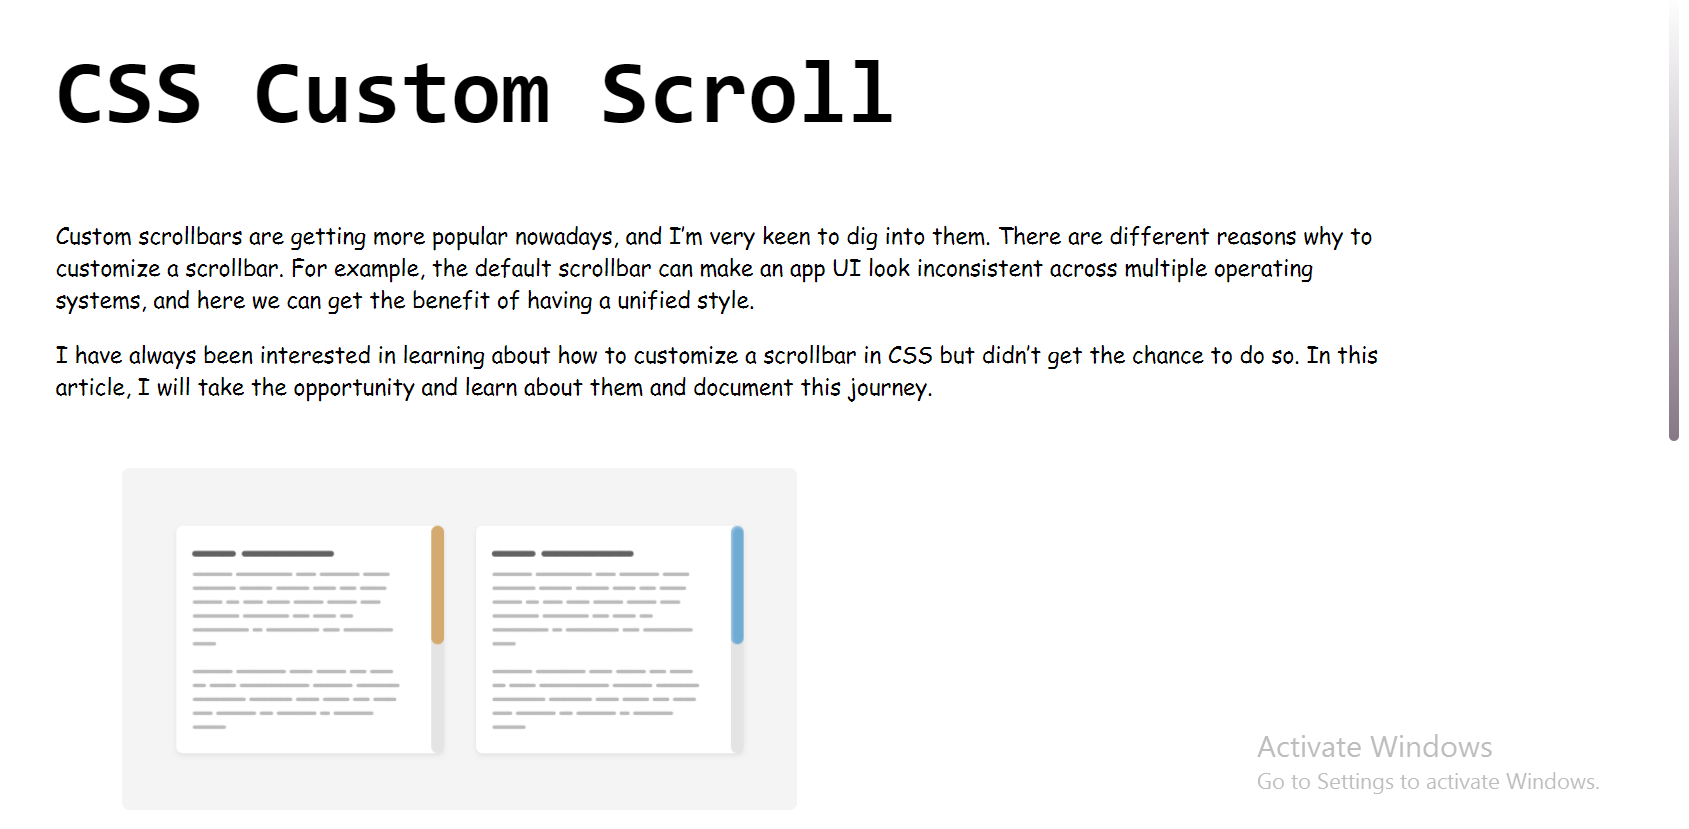 CSS Custom Scroll
Custom scrollbars are getting more popular nowadays, and I’m very keen to dig into them. There are different reasons why to
customize a scrollbar. For example, the default scrollbar can make an app UI look inconsistent across multiple operating
systems, and here we can get the benefit of having a unified style.
I have always been interested in learning about how to customize a scrollbar in CSS but didn’t get the chance to do so. In this
article, I will take the opportunity and learn about them and document this journey.
Activate Windows
Go to Settings to activate Windows.